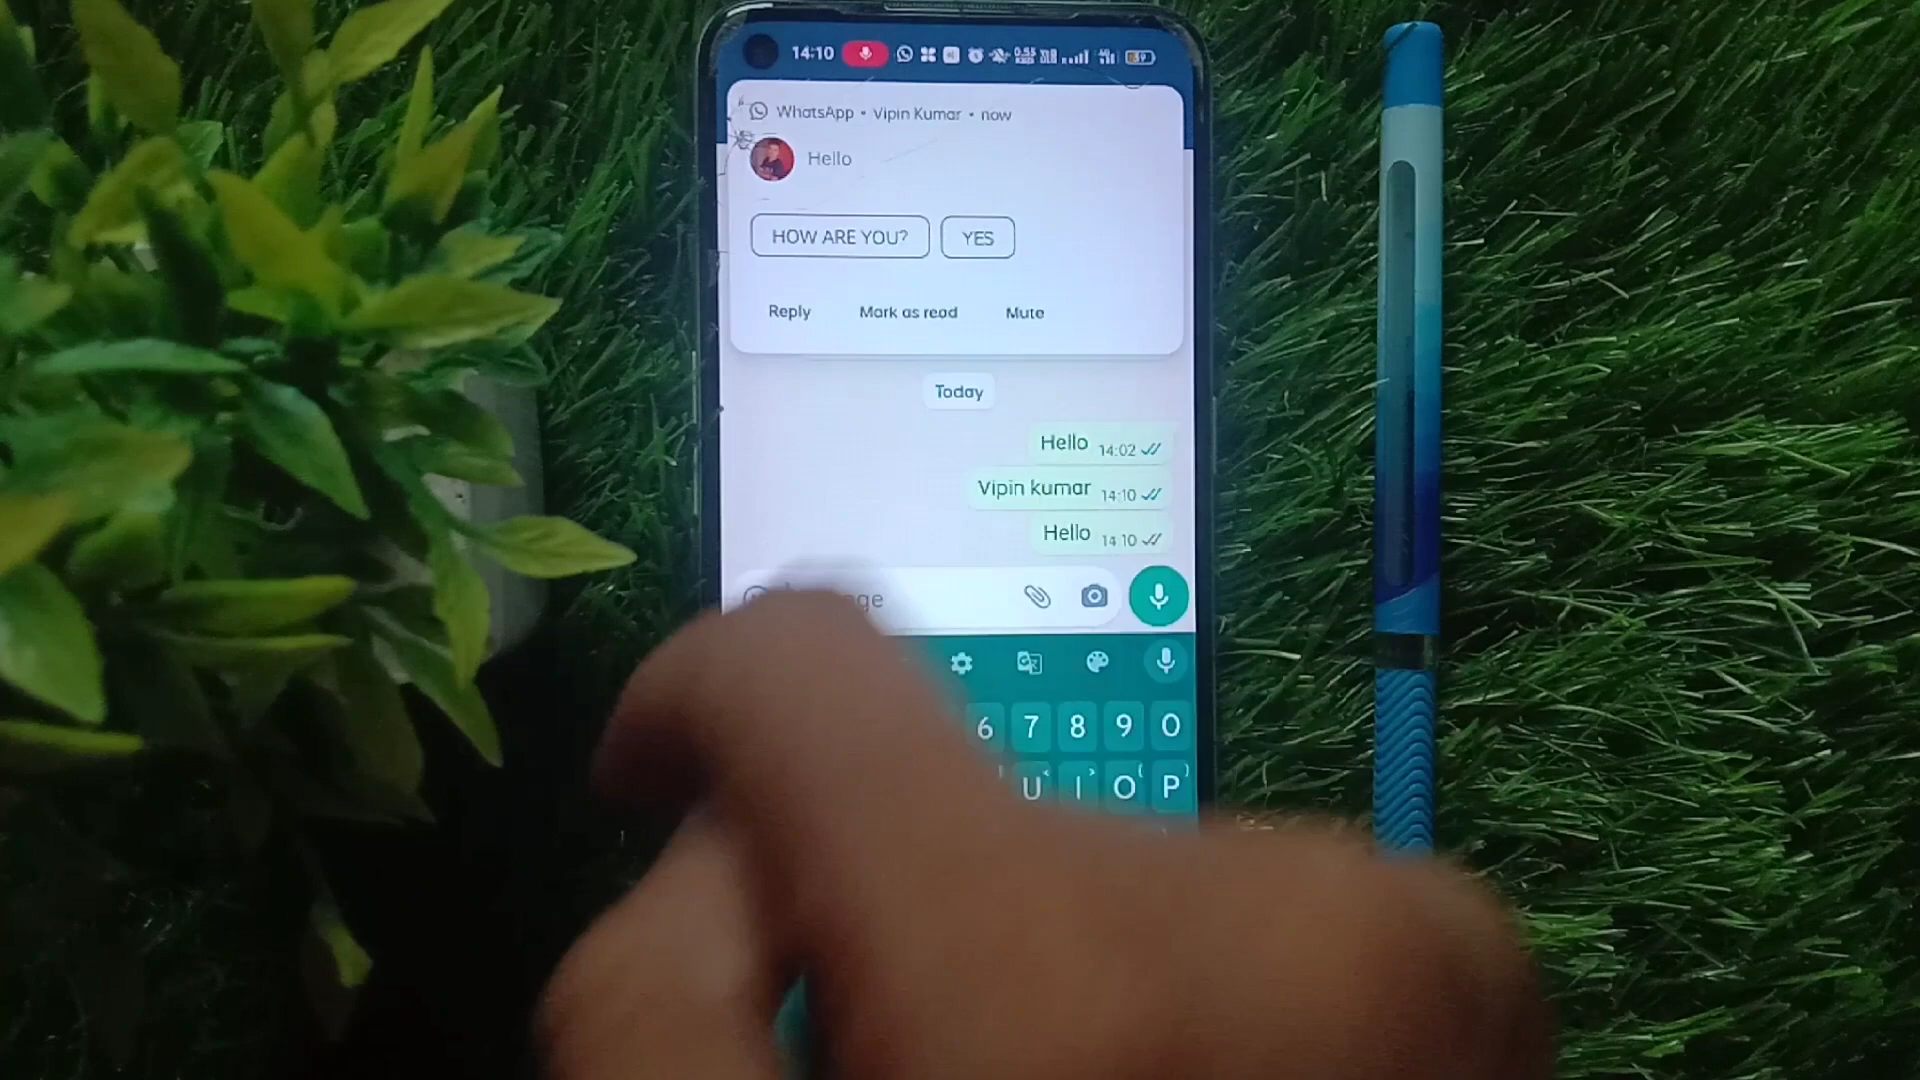 14:10
WhatsApp • Vipin Kumar • now
Hello
HOW ARE YOU? YES
Reply Mark as read Mute
Today
Hello 14:02
Vipin kumar 14:10
Hello 14:10
6 7 8 9 0
U I O P